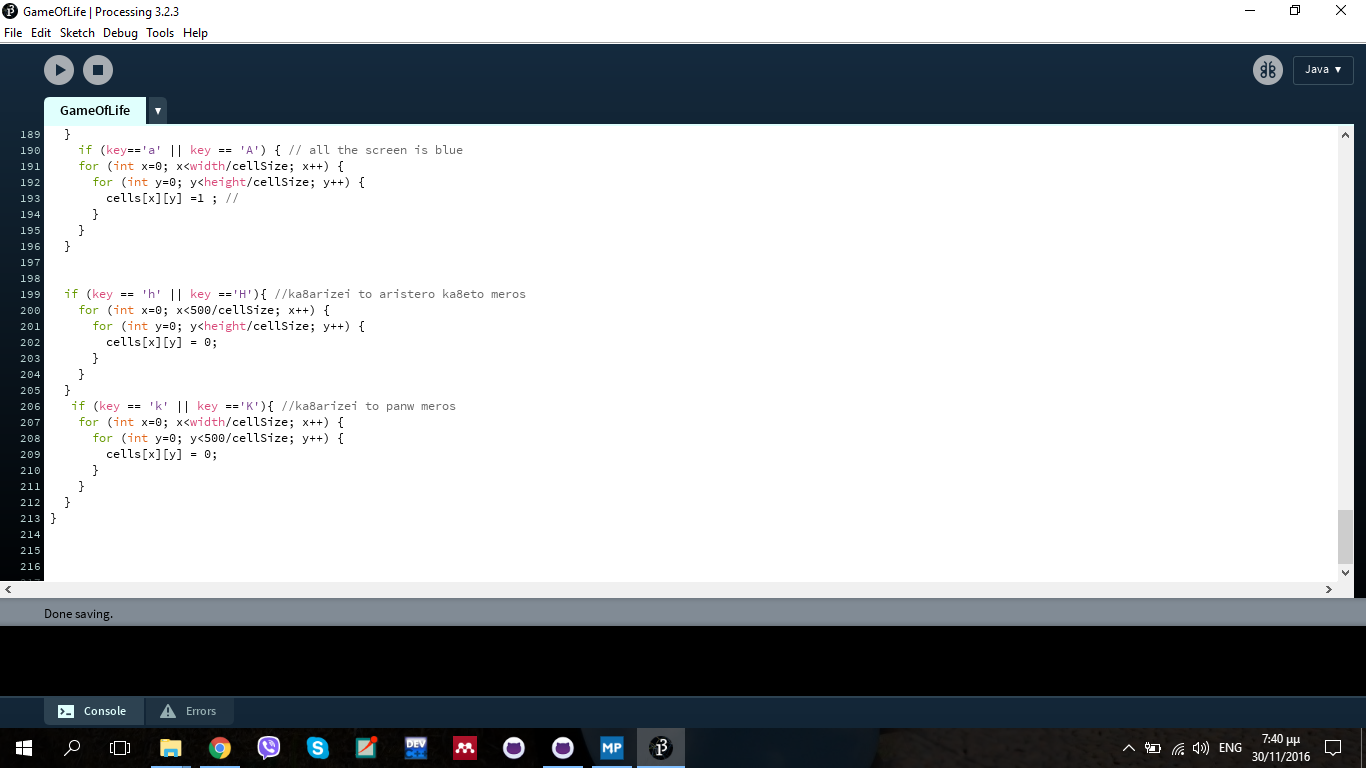 GameOfLife | Processing 3.2.3
File Edit Sketch Debug Tools Help
Java ▼
GameOfLife ▼
189 }
190 if (key=='a' || key == 'A') { // all the screen is blue
191 for (int x=0; x<width/cellSize; x++) {
192 for (int y=0; y<height/cellSize; y++) {
193 cells[x][y] =1 ; //
194 }
195 }
196 }
197
198
199 if (key == 'h' || key =='H'){ //ka8arizei to aristero ka8eto meros
200 for (int x=0; x<500/cellSize; x++) {
201 for (int y=0; y<height/cellSize; y++) {
202 cells[x][y] = 0;
203 }
204 }
205 }
206 if (key == 'k' || key =='K'){ //ka8arizei to panw meros
207 for (int x=0; x<width/cellSize; x++) {
208 for (int y=0; y<500/cellSize; y++) {
209 cells[x][y] = 0;
210 }
211 }
212 }
213 }
214
215
216
Done saving.
Console Errors
DEV
MP
ENG
7:40 μμ
30/11/2016